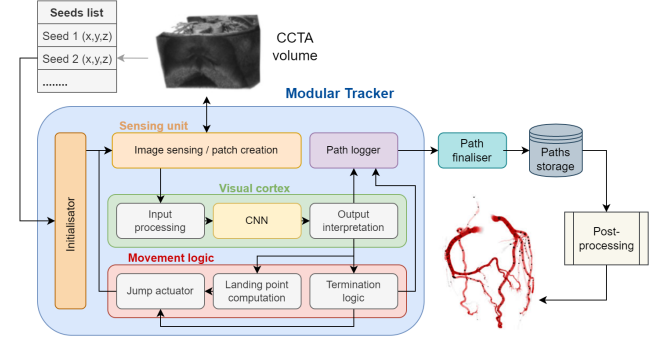 Seeds list
Seed 1 (x,y,z)
Seed 2 (x,y,z)
........
CCTA
volume
Modular Tracker
Sensing unit
Initialisator
Image sensing / patch creation
Path logger
Path
finaliser
Paths
storage
Visual cortex
Input
processing
CNN
Output
interpretation
Post-
processing
Movement logic
Jump actuator
Landing point
computation
Termination
logic